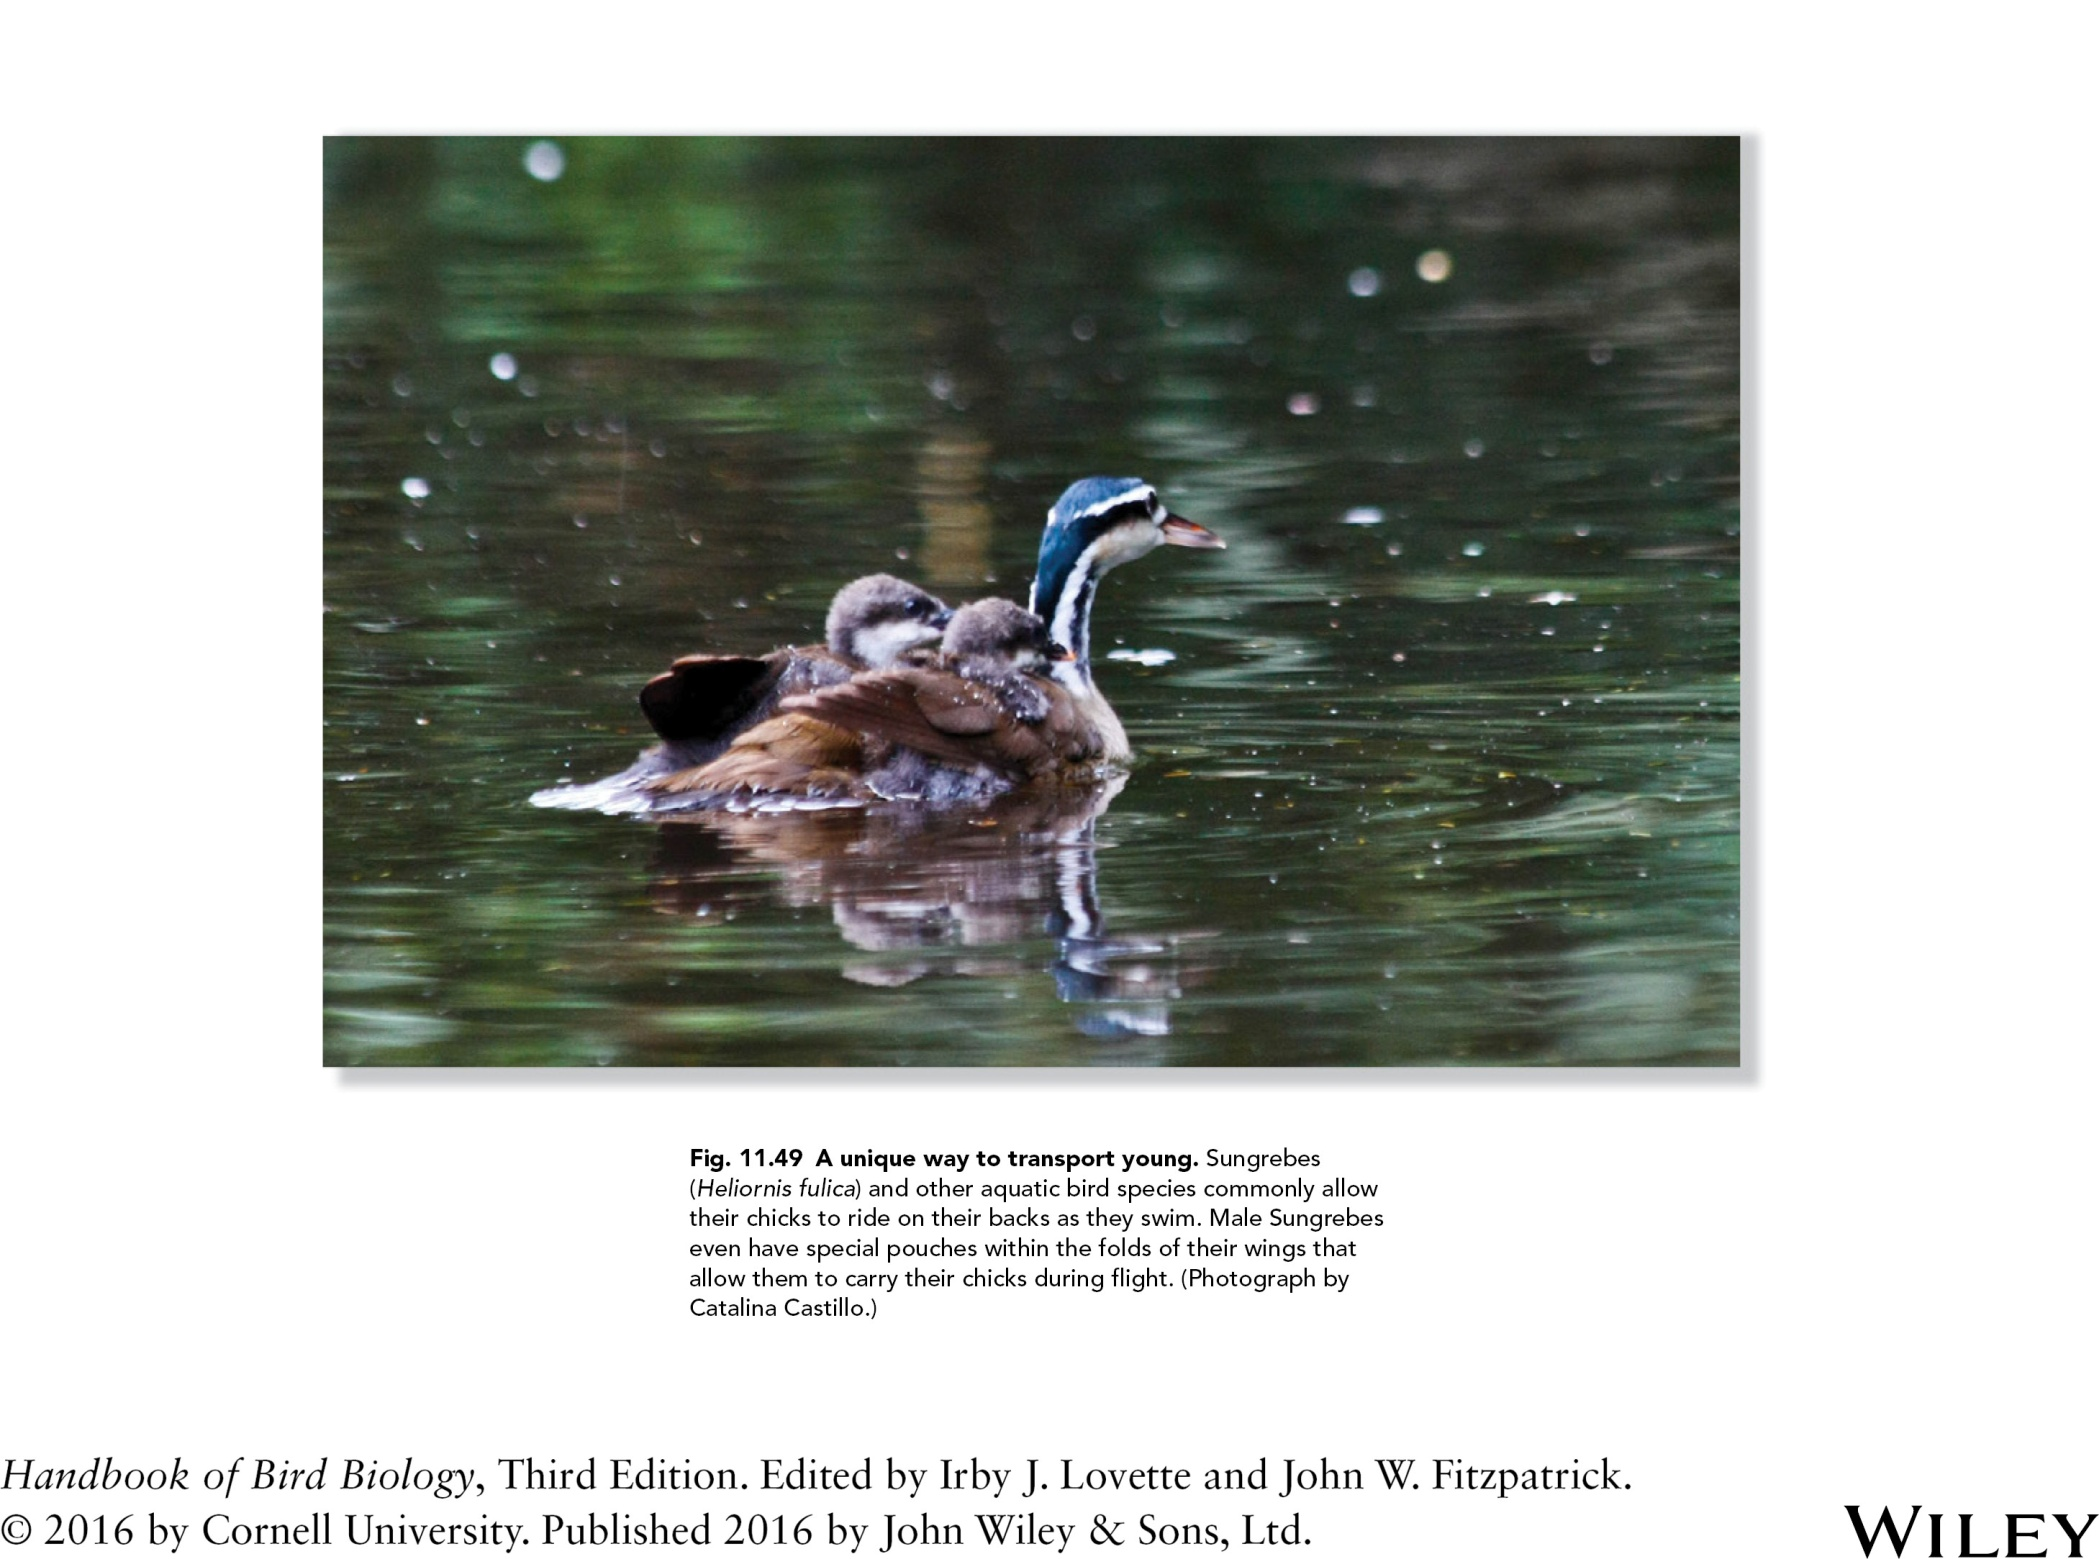 Fig. 11.49 A unique way to transport young. Sungrebes
(Heliornis fulica) and other aquatic bird species commonly allow
their chicks to ride on their backs as they swim. Male Sungrebes
even have special pouches within the folds of their wings that
allow them to carry their chicks during flight. (Photograph by
Catalina Castillo.)
Handbook of Bird Biology, Third Edition. Edited by Irby J. Lovette and John W. Fitzpatrick.
© 2016 by Cornell University. Published 2016 by John Wiley & Sons, Ltd.
WILEY